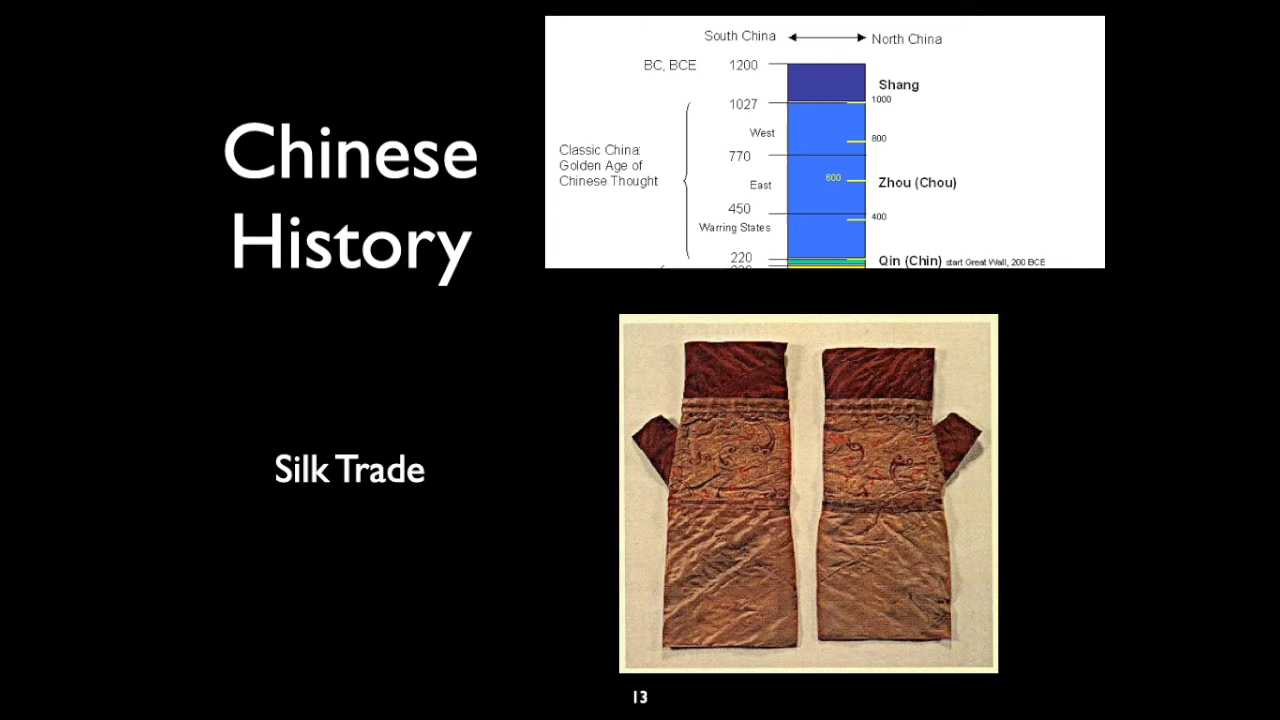 Chinese
History
Silk Trade
South China
North China
BC, BCE
1200
Shang
1000
1027
West
800
Classic China:
Golden Age of
Chinese Thought
770
600
Zhou (Chou)
East
450
400
Warring States
220
Qin (Chin) start Great Wall, 200 BCE
13